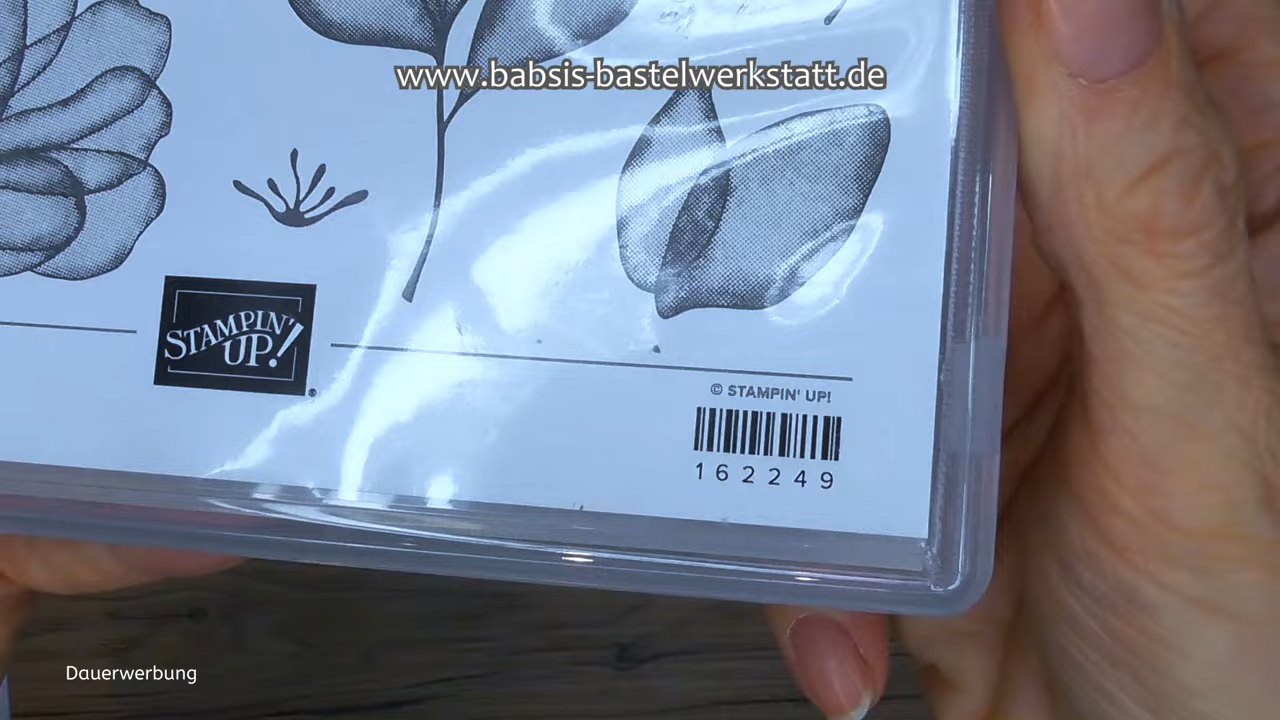 www.babsis-bastelwerkstatt.de
STAMPIN'
UP!
®
© STAMPIN' UP!
162249
Dauerwerbung